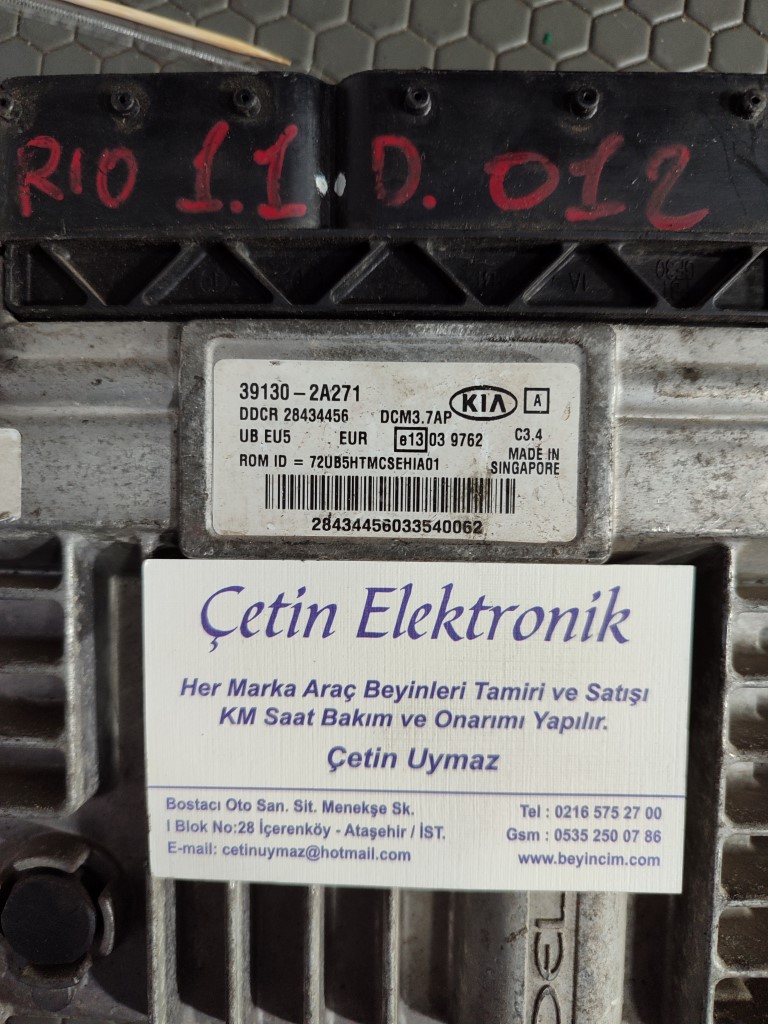 RIO 1.1 D. 012
39130-2A271
DDCR 28434456 DCM3.7AP KIA A
UB EU5 EUR e13 03 9762 C3.4
ROM ID = 72UB5HTMCSEHIA01 MADE IN SINGAPORE
28434456033540062
Çetin Elektronik
Her Marka Araç Beyinleri Tamiri ve Satışı
KM Saat Bakım ve Onarımı Yapılır.
Çetin Uymaz
Bostacı Oto San. Sit. Menekşe Sk. Tel : 0216 575 27 00
I Blok No:28 İçerenköy - Ataşehir / İST. Gsm : 0535 250 07 86
E-mail: cetinuymaz@hotmail.com www.beyincim.com
DEL